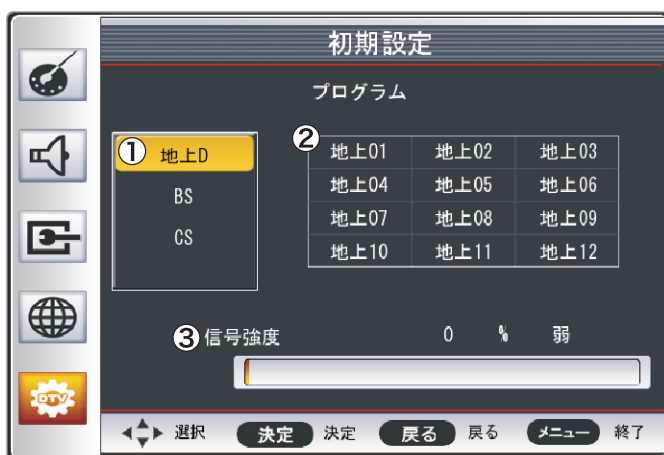 初期設定
プログラム
① 地上D
BS
CS
② 地上01 地上02 地上03
地上04 地上05 地上06
地上07 地上08 地上09
地上10 地上11 地上12
③ 信号強度 0 % 弱
DTV
選択 決定 決定 戻る 戻る メニュー 終了